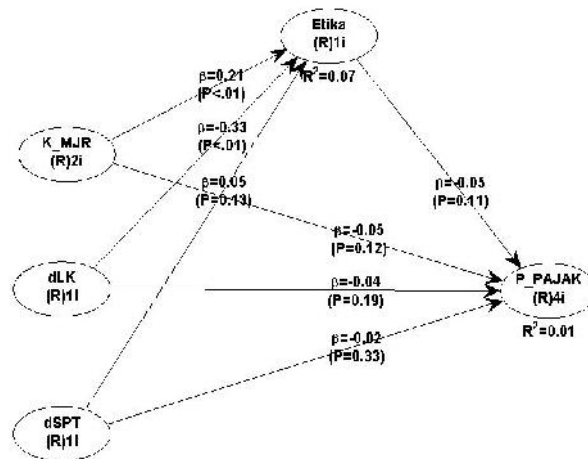 Etika
(R)1i
R²=0.07
β=0.21
(P<.01)
β=-0.33
(P<.01)
K_MJR
(R)2i
β=0.05
(P=0.13)
β=-0.05
(P=0.11)
β=-0.05
(P=0.12)
dLK
(R)1i
β=-0.04
(P=0.19)
P_PAJAK
(R)4i
R²=0.01
β=-0.02
(P=0.33)
dSPT
(R)1i